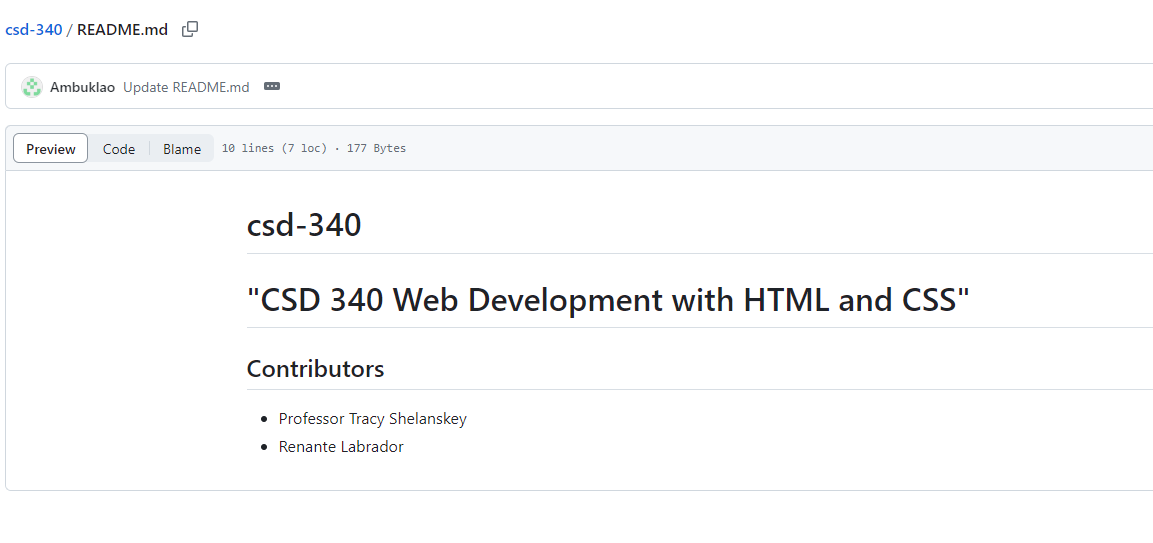 csd-340 / README.md
Ambuklao Update README.md
Preview Code Blame 10 lines (7 loc) · 177 Bytes
csd-340
"CSD 340 Web Development with HTML and CSS"
Contributors
• Professor Tracy Shelanskey
• Renante Labrador